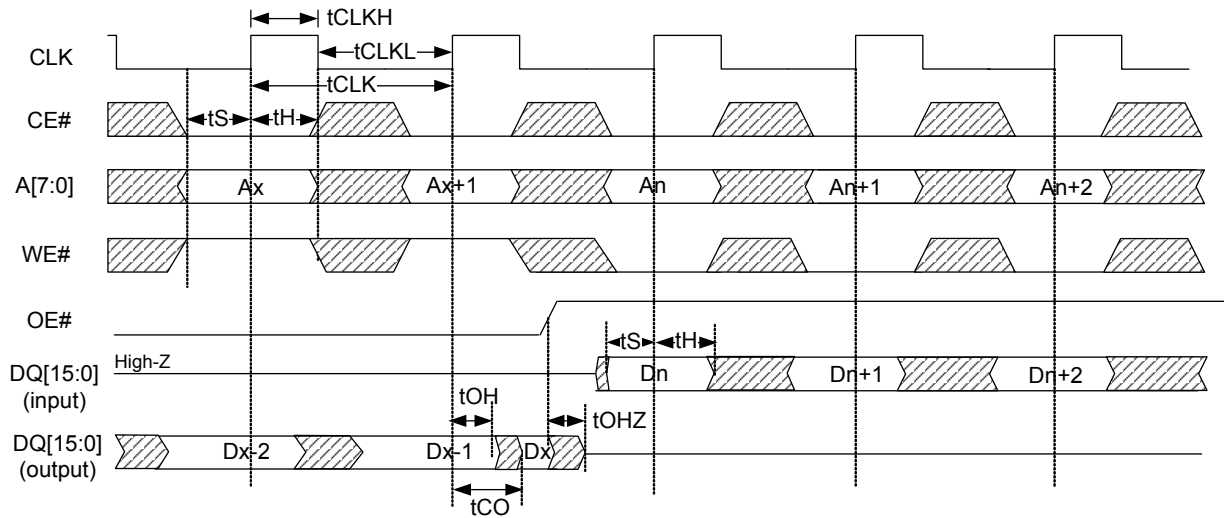 tCLKH
CLK
tCLKL
tCLK
CE#
tS
tH
A[7:0]
Ax
Ax+1
An
An+1
An+2
WE#
OE#
tS
tH
High-Z
DQ[15:0]
(input)
Dn
Dn+1
Dn+2
tOH
tOHZ
DQ[15:0]
(output)
Dx-2
Dx-1
Dx
tCO